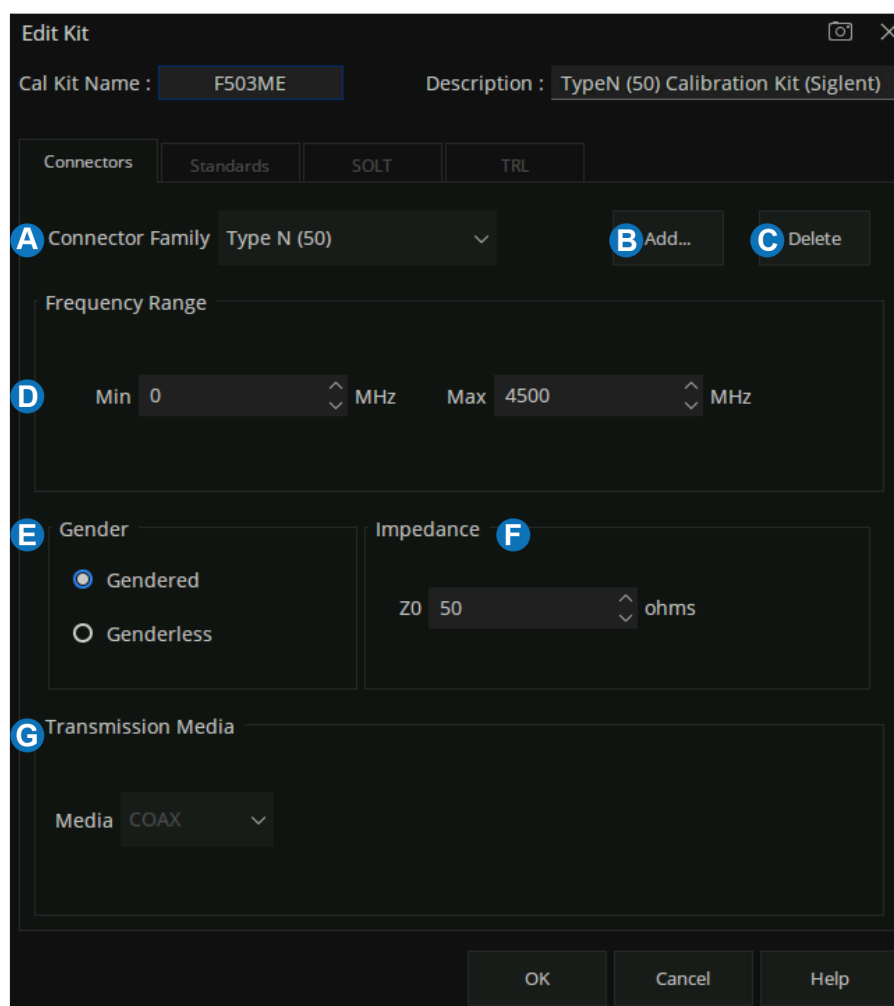 Edit Kit
Cal Kit Name : F503ME Description : TypeN (50) Calibration Kit (Siglent)
Connectors Standards SOLT TRL
A Connector Family Type N (50) B Add... C Delete
Frequency Range
D Min 0 MHz Max 4500 MHz
E Gender Impedance F
Gendered
Z0 50 ohms
Genderless
G Transmission Media
Media COAX
OK Cancel Help